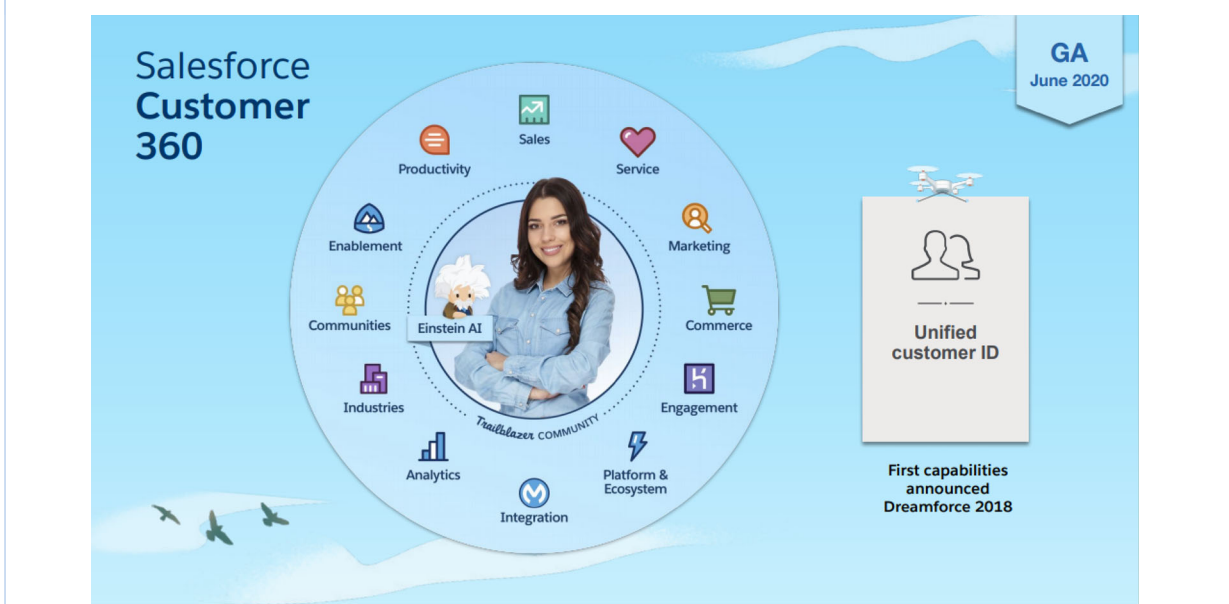 Salesforce
Customer
360
GA
June 2020
Sales
Productivity
Service
Enablement
Marketing
Communities
Einstein AI
Commerce
Industries
Engagement
Trailblazer COMMUNITY
Analytics
Platform &
Ecosystem
Integration
Unified
customer ID
First capabilities
announced
Dreamforce 2018